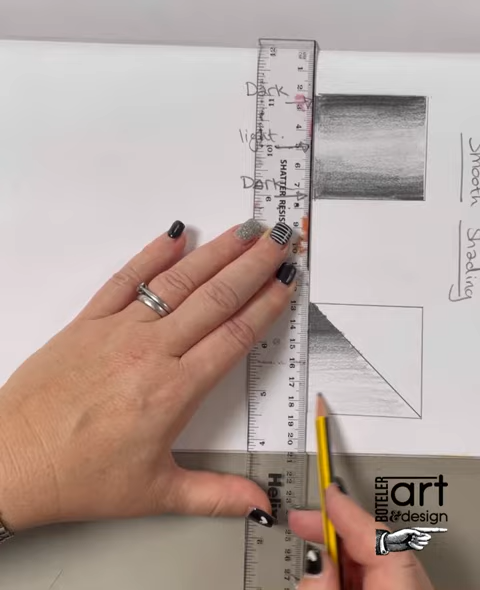 Dark
light
Dark
Smooth Shading
SHATTER RESIS
Helix
BOTELER
art
&design